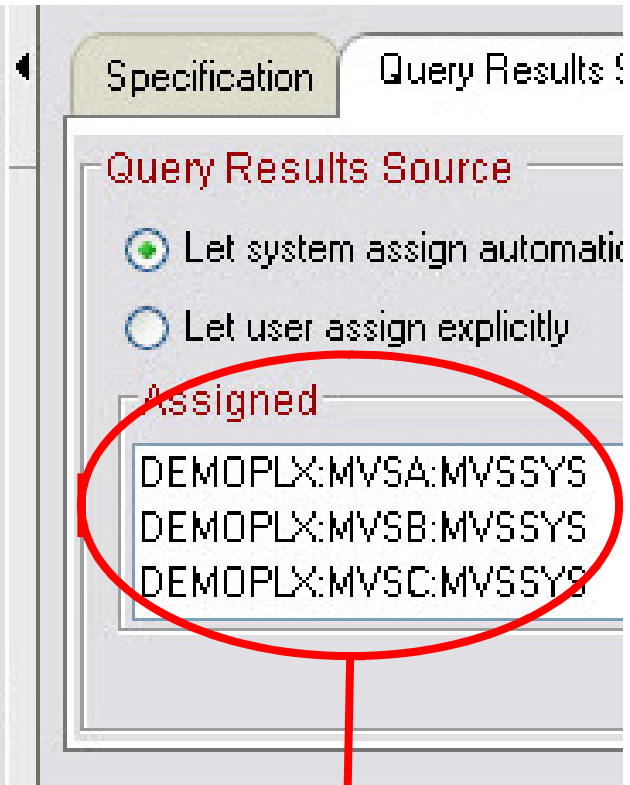 Specification Query Results S
Query Results Source
Let system assign automatic
Let user assign explicitly
Assigned
DEMOPLX:MVSA:MVSSYS
DEMOPLX:MVSB:MVSSYS
DEMOPLX:MVSC:MVSSYS